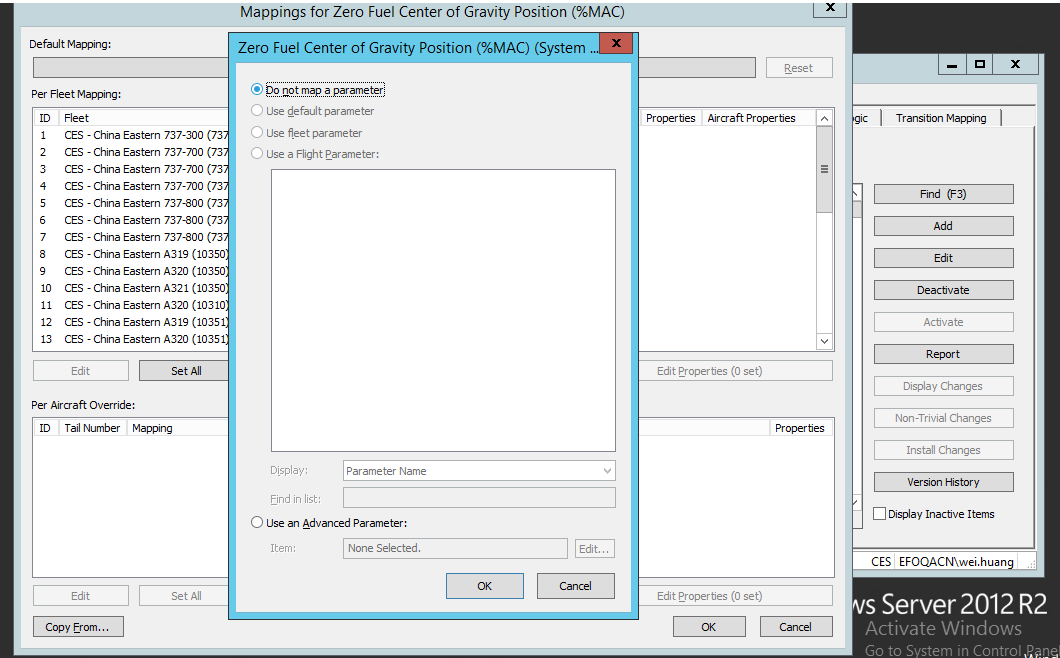 Mappings for Zero Fuel Center of Gravity Position (%MAC)
x
Default Mapping:
Reset
Per Fleet Mapping:
ID Fleet
Properties Aircraft Properties
1 CES - China Eastern 737-300 (737
2 CES - China Eastern 737-700 (737
3 CES - China Eastern 737-700 (737
4 CES - China Eastern 737-700 (737
5 CES - China Eastern 737-800 (737
6 CES - China Eastern 737-800 (737
7 CES - China Eastern 737-800 (737
8 CES - China Eastern A319 (10350)
9 CES - China Eastern A320 (10350)
10 CES - China Eastern A321 (10350)
11 CES - China Eastern A320 (10310)
12 CES - China Eastern A319 (10351)
13 CES - China Eastern A320 (10351)
Edit Set All Edit Properties (0 set)
Per Aircraft Override:
ID Tail Number Mapping Properties
Edit Set All Edit Properties (0 set)
Copy From... OK Cancel
Zero Fuel Center of Gravity Position (%MAC) (System ... x
Do not map a parameter
Use default parameter
Use fleet parameter
Use a Flight Parameter:
Display: Parameter Name
Find in list:
Use an Advanced Parameter:
Item: None Selected. Edit...
OK Cancel
x
gic Transition Mapping
Find (F3)
Add
Edit
Deactivate
Activate
Report
Display Changes
Non-Trivial Changes
Install Changes
Version History
Display Inactive Items
CES EFOQACN\wei.huang
ws Server 2012 R2
Activate Windows
Go to System in Control Pane